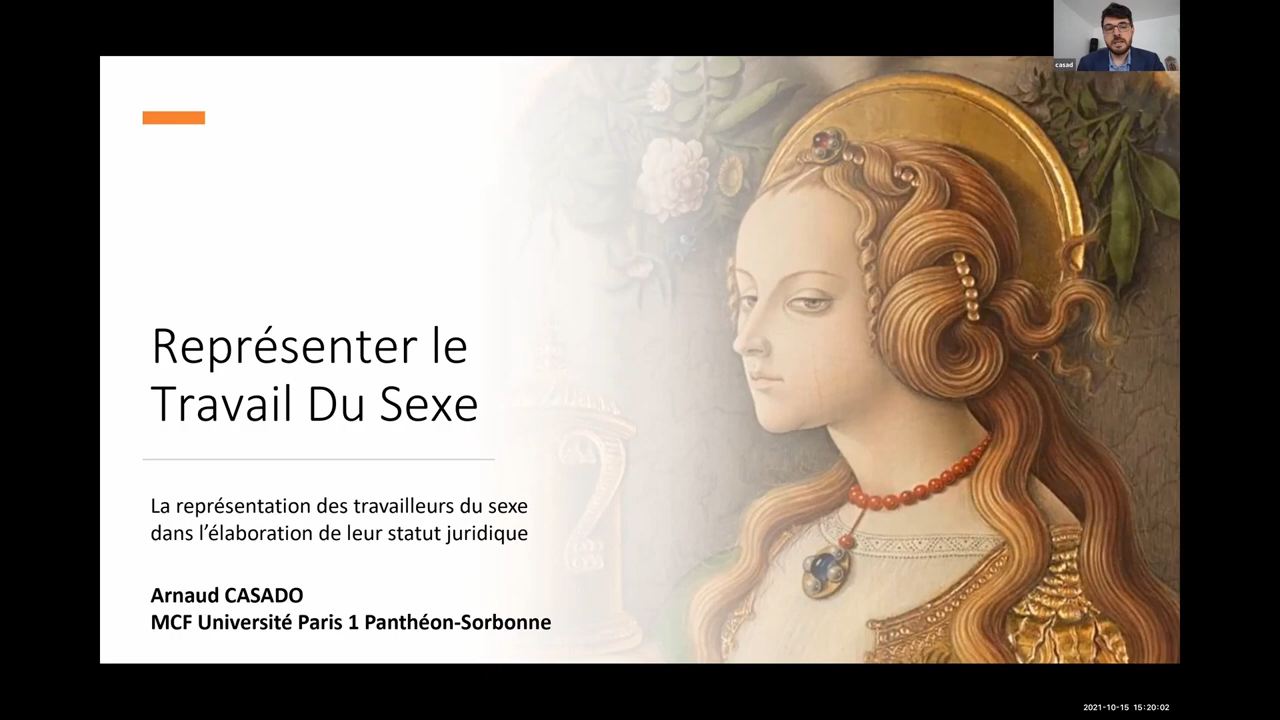 casad
Représenter le
Travail Du Sexe
La représentation des travailleurs du sexe
dans l’élaboration de leur statut juridique
Arnaud CASADO
MCF Université Paris 1 Panthéon-Sorbonne
2021-10-15 15:20:02